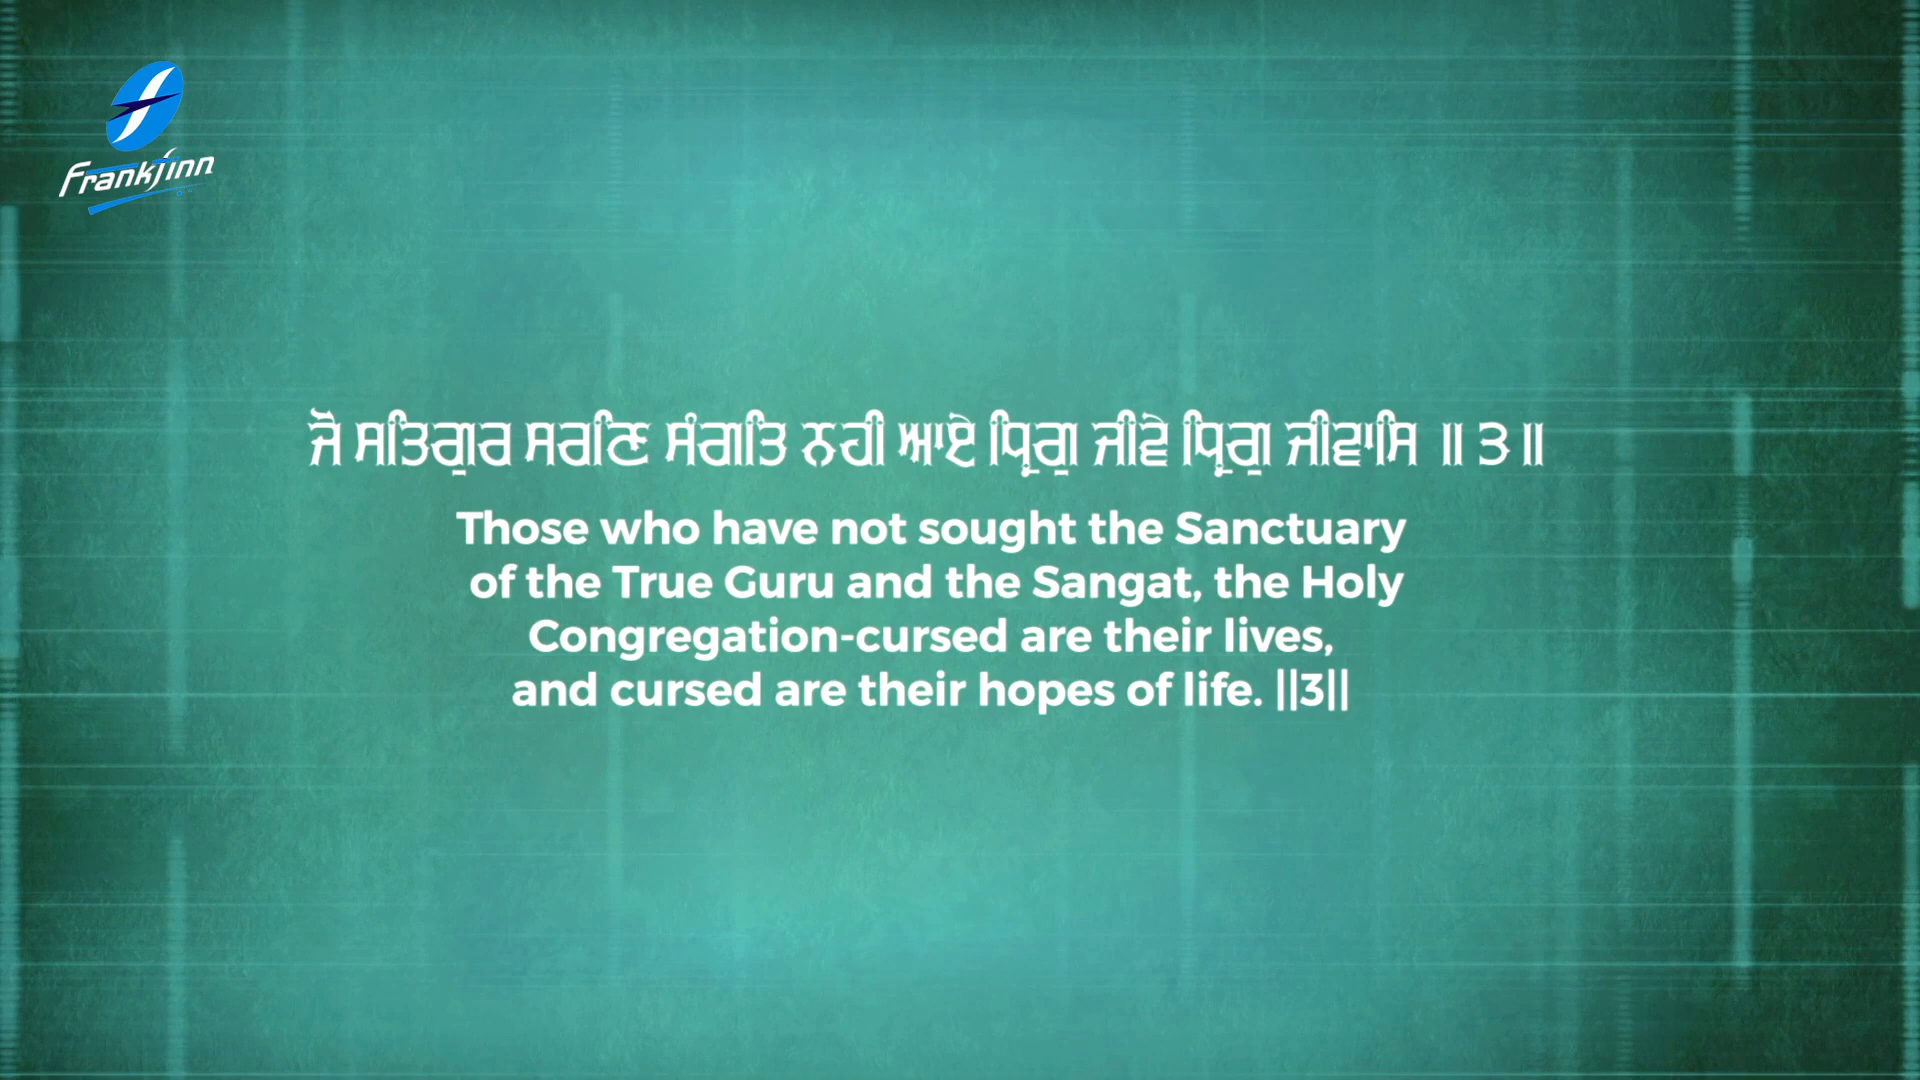 Frankfinn
ਜੋ ਸਤਿਗੁਰ ਸਰਣਿ ਸੰਗਤਿ ਨਹੀ ਆਏ ਧ੍ਰਿਗੁ ਜੀਵੇ ਧ੍ਰਿਗੁ ਜੀਵਾਸਿ ॥੩॥
Those who have not sought the Sanctuary
of the True Guru and the Sangat, the Holy
Congregation-cursed are their lives,
and cursed are their hopes of life. ||3||